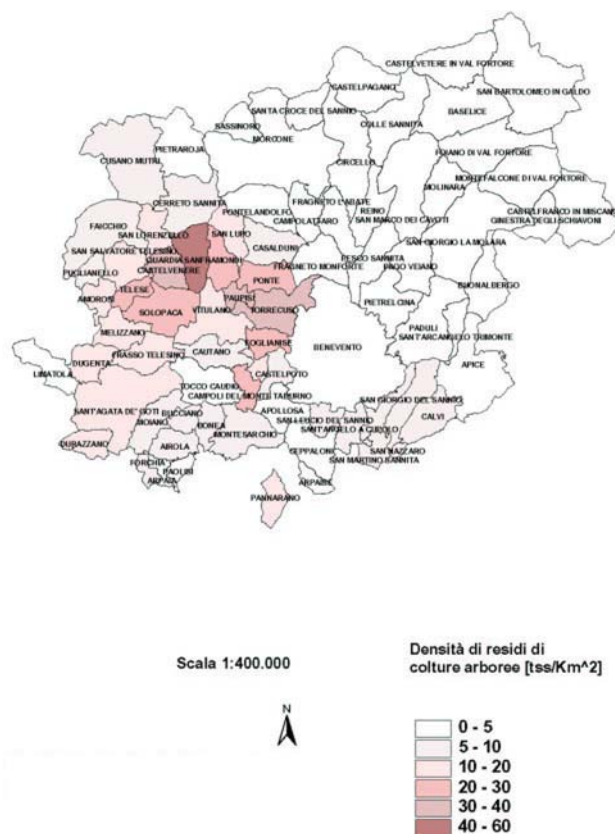 CASTELVETERE IN VAL FORTORE
CASTELPAGANO
SAN BARTOLOMEO IN GALDO
SANTA CROCE DEL SANNIO
BASELICE
SASSINORO
COLLE SANNITA
MORCONE
PIETRAROJA
FOIANO DI VAL FORTORE
CUSANO MUTRI
CIRCELLO
MONTEFALCONE DI VAL FORTORE
MOLINARA
CERRETO SANNITA
FRAGNETO L'ABATE
PONTELANDOLFO
REINO
CASTELFRANCO IN MISCANO
CAMPOLATTARO
SAN MARCO DEI CAVOTI
GINESTRA DEGLI SCHIAVONI
FAICCHIO
SAN LORENZELLO
SAN LUPO
SAN GIORGIO LA MOLARA
SAN SALVATORE TELESINO
CASALDUNI
GUARDIA SANFRAMONDI
PESCO SANNITA
PUGLIANELLO
CASTELVENERE
FRAGNETO MONFORTE
PAGO VEIANO
PONTE
BUONALBERGO
TELESE
AMOROSI
PAUPISI
PIETRELCINA
SOLOPACA
VITULANO
TORRECUSO
MELIZZANO
PADULI
SANT'ARCANGELO TRIMONTE
FOGLIANISE
BENEVENTO
DUGENTA
FRASSO TELESINO
CAUTANO
APICE
LIMATOLA
CASTELPOTO
TOCCO CAUDIO
CAMPOLI DEL MONTE TABURNO
SAN GIORGIO DEL SANNIO
SANT'AGATA DE' GOTI
BUCCIANO
APOLLOSA
CALVI
MOIANO
BONEA
SAN LEUCIO DEL SANNIO
SANT'ANGELO A CUPOLO
DURAZZANO
MONTESARCHIO
AIROLA
CEPPALONI
SAN NAZZARO
FORCHIA
SAN MARTINO SANNITA
PAOLISI
ARPAIA
ARPAISE
PANNARANO
Scala 1:400.000
Densità di residi di
colture arboree [tss/Km^2]
N
0 - 5
5 - 10
10 - 20
20 - 30
30 - 40
40 - 60